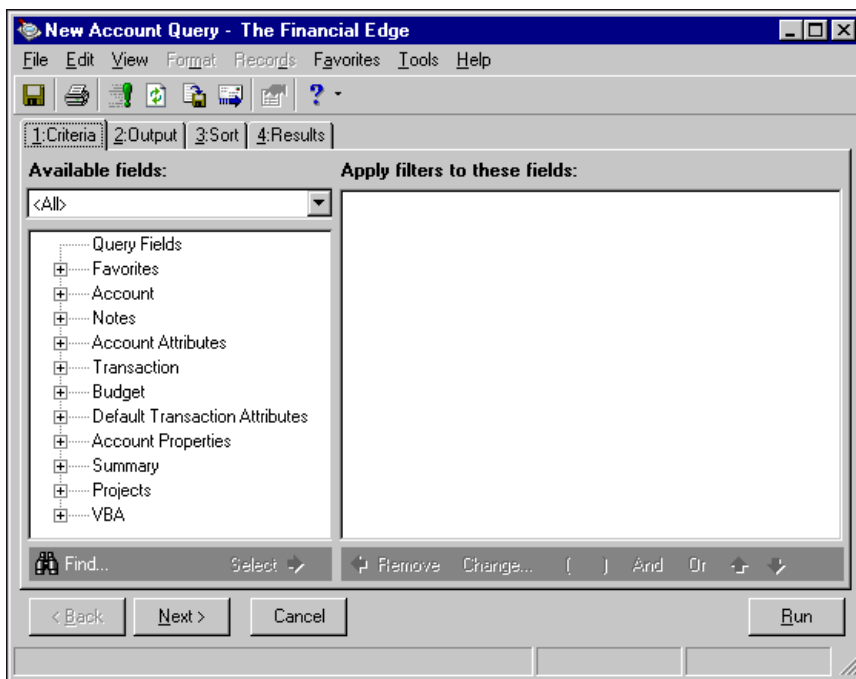 New Account Query - The Financial Edge
File Edit View Format Records Favorites Tools Help
1:Criteria 2:Output 3:Sort 4:Results
Available fields:
<All>
Query Fields
Favorites
Account
Notes
Account Attributes
Transaction
Budget
Default Transaction Attributes
Account Properties
Summary
Projects
VBA
Find... Select
Apply filters to these fields:
Remove Change... ( ) And Or
< Back Next > Cancel Run